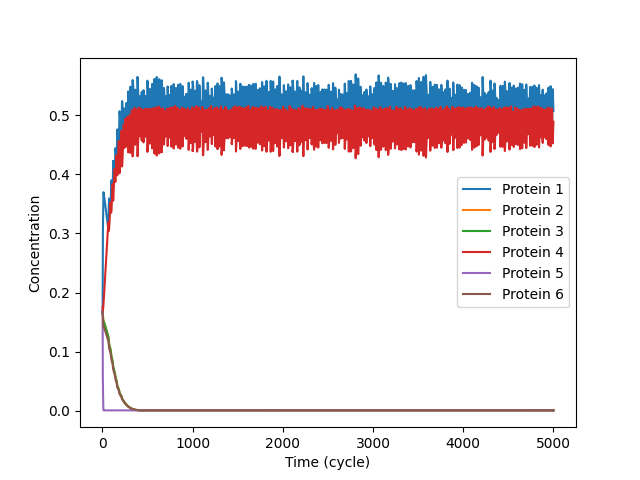 0.5
0.4
0.3
0.2
0.1
0.0
Concentration
Protein 1
Protein 2
Protein 3
Protein 4
Protein 5
Protein 6
0 1000 2000 3000 4000 5000
Time (cycle)